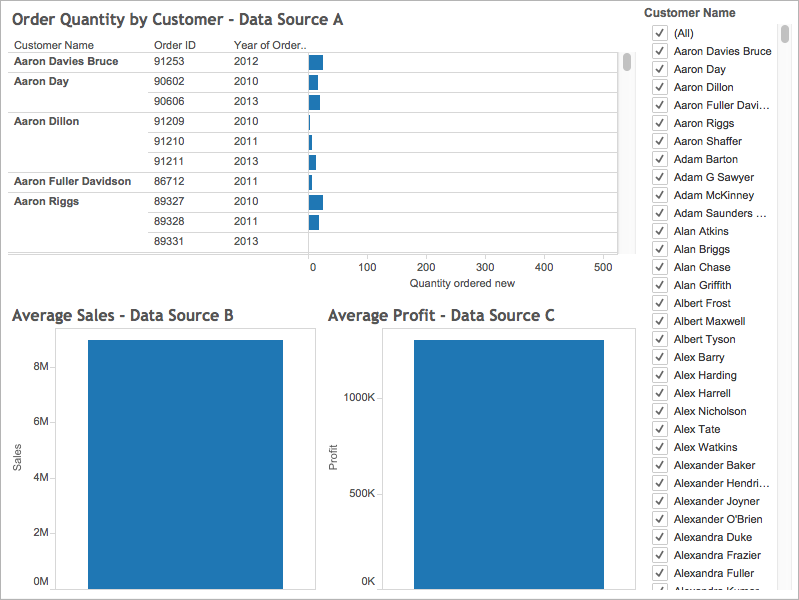 Order Quantity by Customer - Data Source A
Customer Name Order ID Year of Order..
Aaron Davies Bruce 91253 2012
Aaron Day 90602 2010
90606 2013
Aaron Dillon 91209 2010
91210 2011
91211 2013
Aaron Fuller Davidson 86712 2011
Aaron Riggs 89327 2010
89328 2011
89331 2013
0 100 200 300 400 500
Quantity ordered new
Average Sales - Data Source B
8M
6M
4M
2M
0M
Sales
Average Profit - Data Source C
1000K
500K
0K
Profit
Customer Name
(All)
Aaron Davies Bruce
Aaron Day
Aaron Dillon
Aaron Fuller Davi...
Aaron Riggs
Aaron Shaffer
Adam Barton
Adam G Sawyer
Adam McKinney
Adam Saunders ...
Alan Atkins
Alan Briggs
Alan Chase
Alan Griffith
Albert Frost
Albert Maxwell
Albert Tyson
Alex Barry
Alex Harding
Alex Harrell
Alex Nicholson
Alex Tate
Alex Watkins
Alexander Baker
Alexander Hendri...
Alexander Joyner
Alexander O'Brien
Alexandra Duke
Alexandra Frazier
Alexandra Fuller